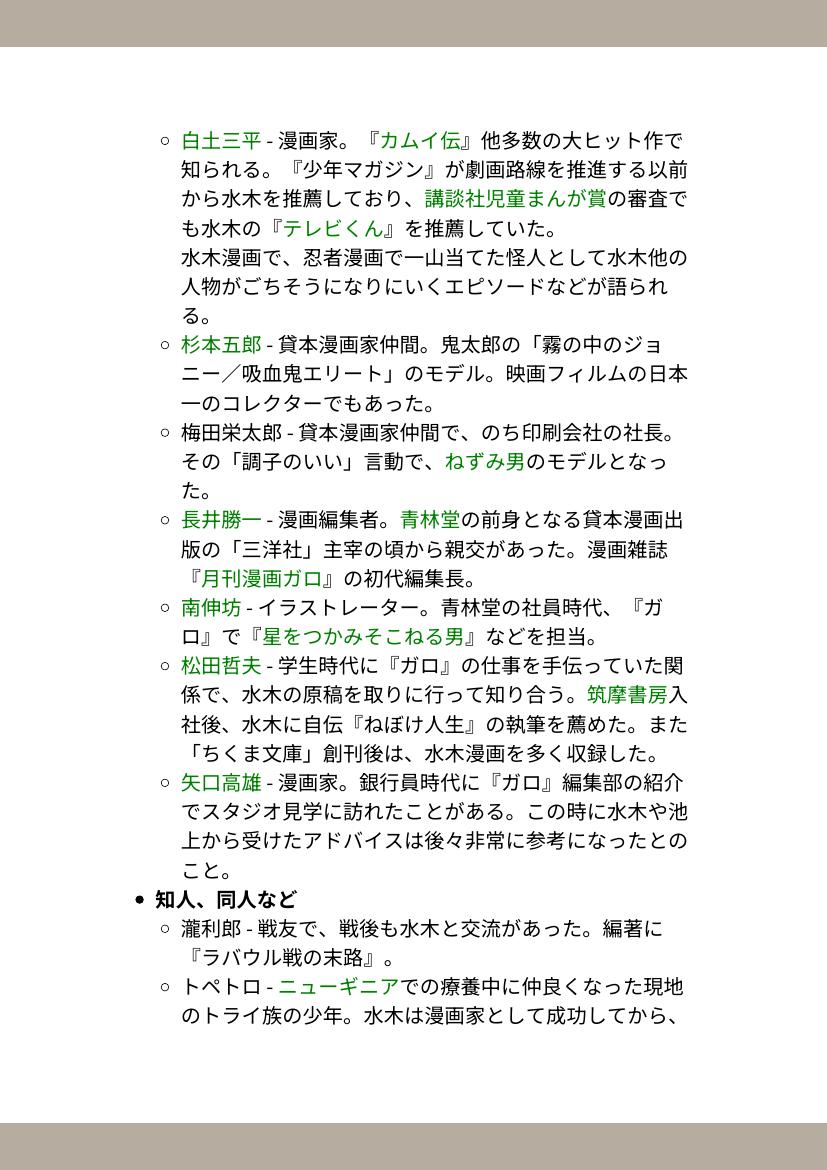 白土三平 - 漫画家。『カムイ伝』他多数の大ヒット作で
知られる。『少年マガジン』が劇画路線を推進する以前
から水木を推薦しており、講談社児童まんが賞の審査で
も水木の『テレビくん』を推薦していた。
水木漫画で、忍者漫画で一山当てた怪人として水木他の
人物がごちそうになりにいくエピソードなどが語られ
る。
杉本五郎 - 貸本漫画家仲間。鬼太郎の「霧の中のジョ
ニー／吸血鬼エリート」のモデル。映画フィルムの日本
一のコレクターでもあった。
梅田栄太郎 - 貸本漫画家仲間で、のち印刷会社の社長。
その「調子のいい」言動で、ねずみ男のモデルとなっ
た。
長井勝一 - 漫画編集者。青林堂の前身となる貸本漫画出
版の「三洋社」主宰の頃から親交があった。漫画雑誌
『月刊漫画ガロ』の初代編集長。
南伸坊 - イラストレーター。青林堂の社員時代、『ガ
ロ』で『星をつかみそこねる男』などを担当。
松田哲夫 - 学生時代に『ガロ』の仕事を手伝っていた関
係で、水木の原稿を取りに行って知り合う。筑摩書房入
社後、水木に自伝『ねぼけ人生』の執筆を薦めた。また
「ちくま文庫」創刊後は、水木漫画を多く収録した。
矢口高雄 - 漫画家。銀行員時代に『ガロ』編集部の紹介
でスタジオ見学に訪れたことがある。この時に水木や池
上から受けたアドバイスは後々非常に参考になったとの
こと。
知人、同人など
瀧利郎 - 戦友で、戦後も水木と交流があった。編著に
『ラバウル戦の末路』。
トペトロ - ニューギニアでの療養中に仲良くなった現地
のトライ族の少年。水木は漫画家として成功してから、